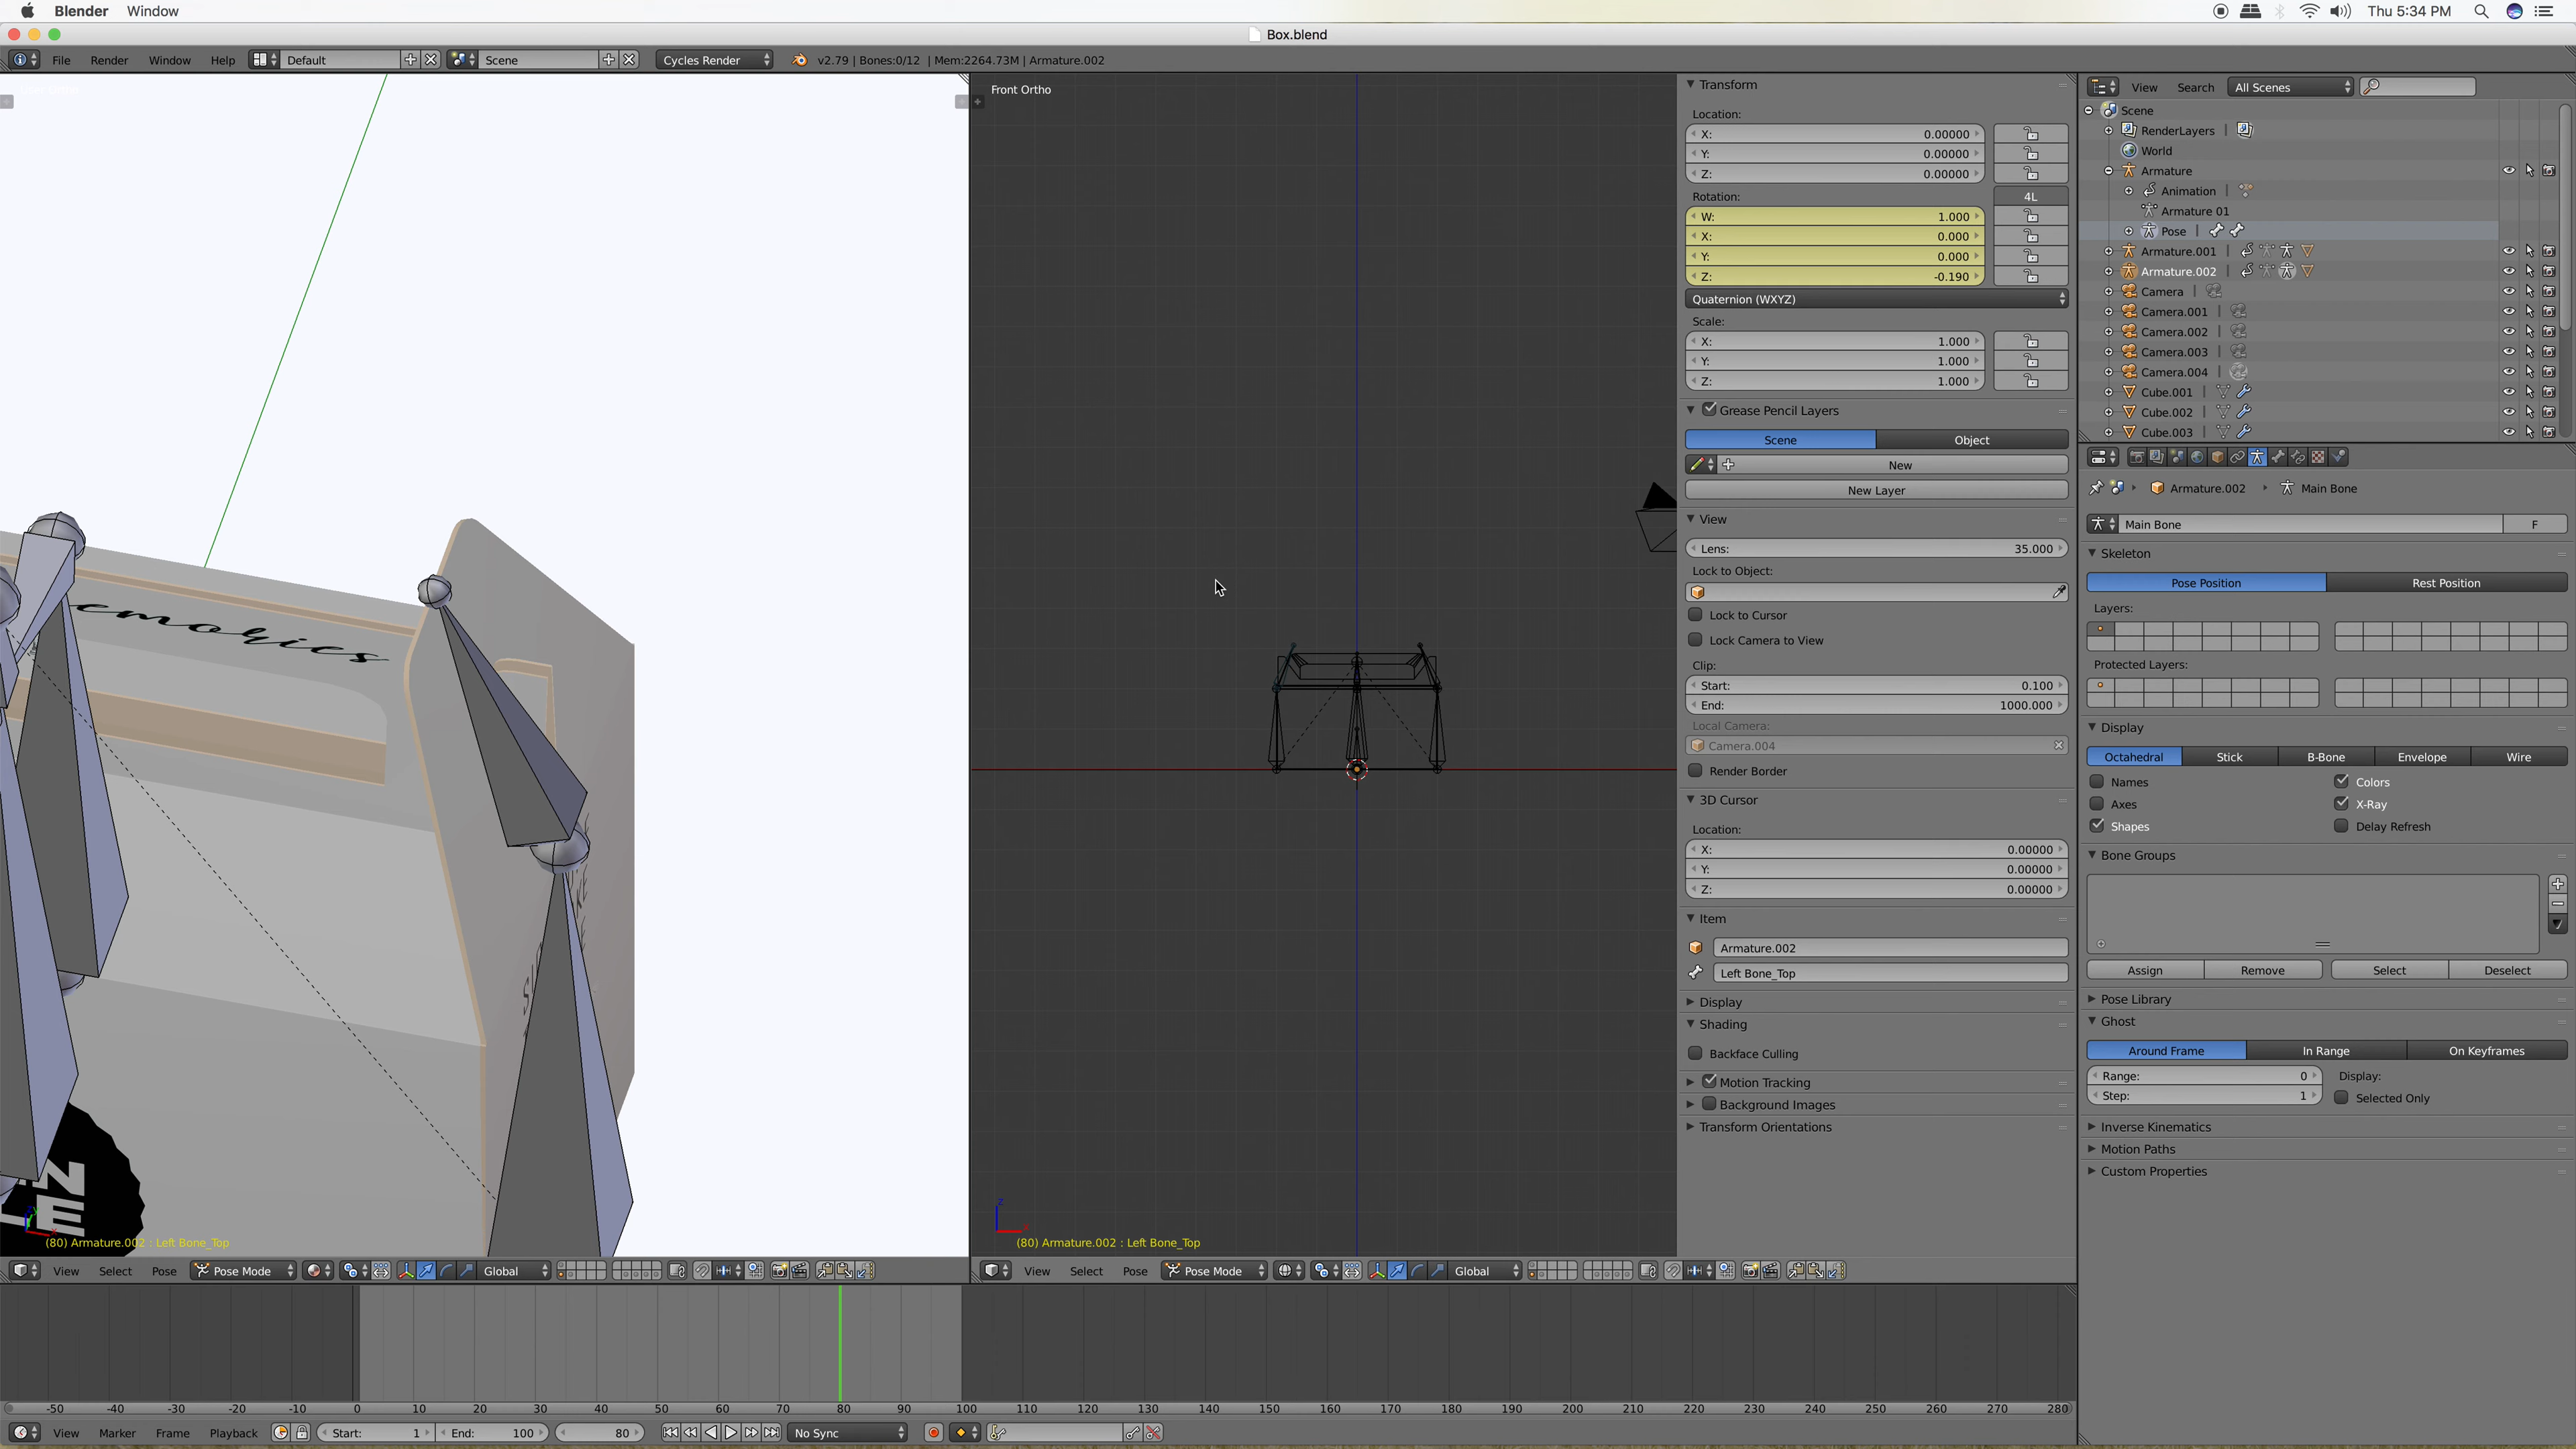 Blender Window Thu 5:34 PM
Box.blend
File Render Window Help Default Scene Cycles Render v2.79 | Bones:0/12 | Mem:2264.73M | Armature.002
Front Ortho
emories
(80) Armature.002 : Left Bone_Top
(80) Armature.002 : Left Bone_Top
View Select Pose Pose Mode Global
View Select Pose Pose Mode Global
Transform
Location:
X: 0.00000
Y: 0.00000
Z: 0.00000
Rotation: 4L
W: 1.000
X: 0.000
Y: 0.000
Z: -0.190
Quaternion (WXYZ)
Scale:
X: 1.000
Y: 1.000
Z: 1.000
Grease Pencil Layers
Scene Object
New
New Layer
View
Lens: 35.000
Lock to Object:
Lock to Cursor
Lock Camera to View
Clip:
Start: 0.100
End: 1000.000
Local Camera:
Camera.004
Render Border
3D Cursor
Location:
X: 0.00000
Y: 0.00000
Z: 0.00000
Item
Armature.002
Left Bone_Top
Display
Shading
Backface Culling
Motion Tracking
Background Images
Transform Orientations
View Search All Scenes
Scene
RenderLayers
World
Armature
Animation
Armature 01
Pose
Armature.001
Armature.002
Camera
Camera.001
Camera.002
Camera.003
Camera.004
Cube.001
Cube.002
Cube.003
Armature.002 Main Bone
Main Bone F
Skeleton
Pose Position Rest Position
Layers:
Protected Layers:
Display
Octahedral Stick B-Bone Envelope Wire
Names Colors
Axes X-Ray
Shapes Delay Refresh
Bone Groups
Assign Remove Select Deselect
Pose Library
Ghost
Around Frame In Range On Keyframes
Range: 0 Display:
Step: 1 Selected Only
Inverse Kinematics
Motion Paths
Custom Properties
-50 -40 -30 -20 -10 0 10 20 30 40 50 60 70 80 90 100 110 120 130 140 150 160 170 180 190 200 210 220 230 240 250 260 270 280
View Marker Frame Playback Start: 1 End: 100 80 No Sync